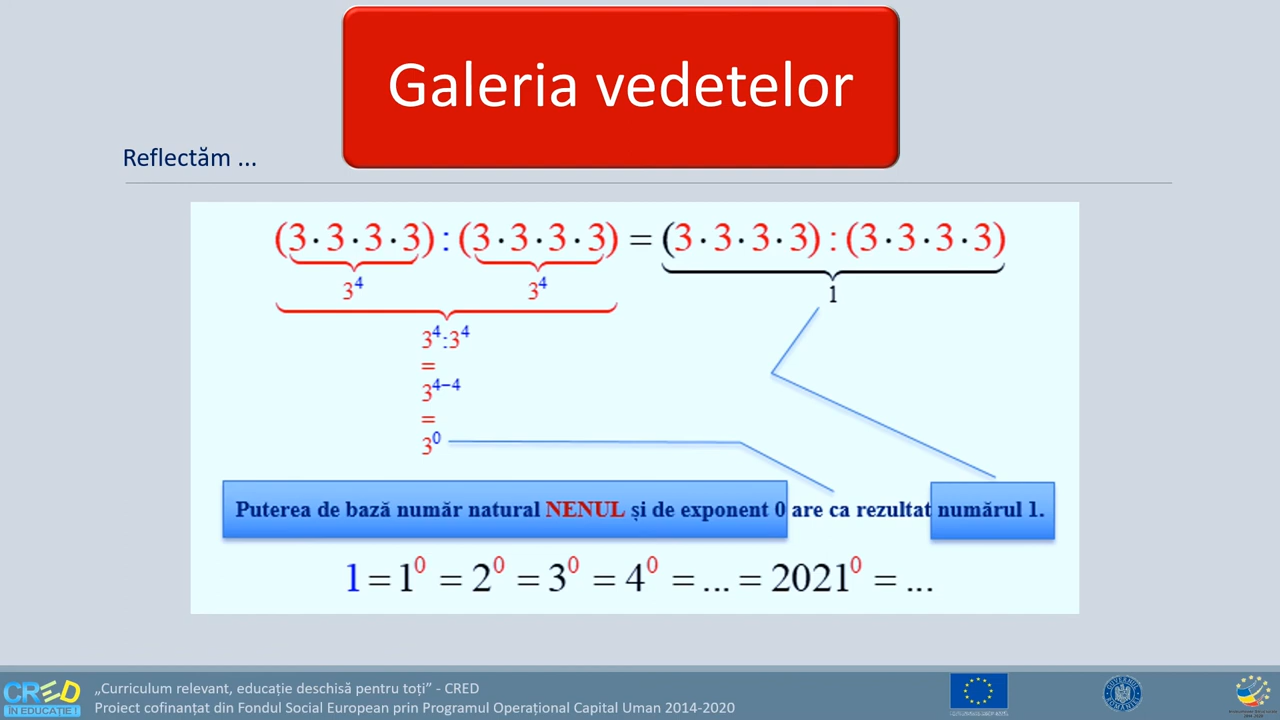 Galeria vedetelor
Reflectăm ...
(3·3·3·3) : (3·3·3·3) = (3·3·3·3) : (3·3·3·3)
3⁴ 3⁴ 1
3⁴:3⁴
=
3⁴⁻⁴
=
3⁰
Puterea de bază număr natural NENUL și de exponent 0 are ca rezultat numărul 1.
1 = 1⁰ = 2⁰ = 3⁰ = 4⁰ = ... = 2021⁰ = ...
CRED
ÎN EDUCAȚIE !
„Curriculum relevant, educație deschisă pentru toți” - CRED
Proiect cofinanțat din Fondul Social European prin Programul Operațional Capital Uman 2014-2020